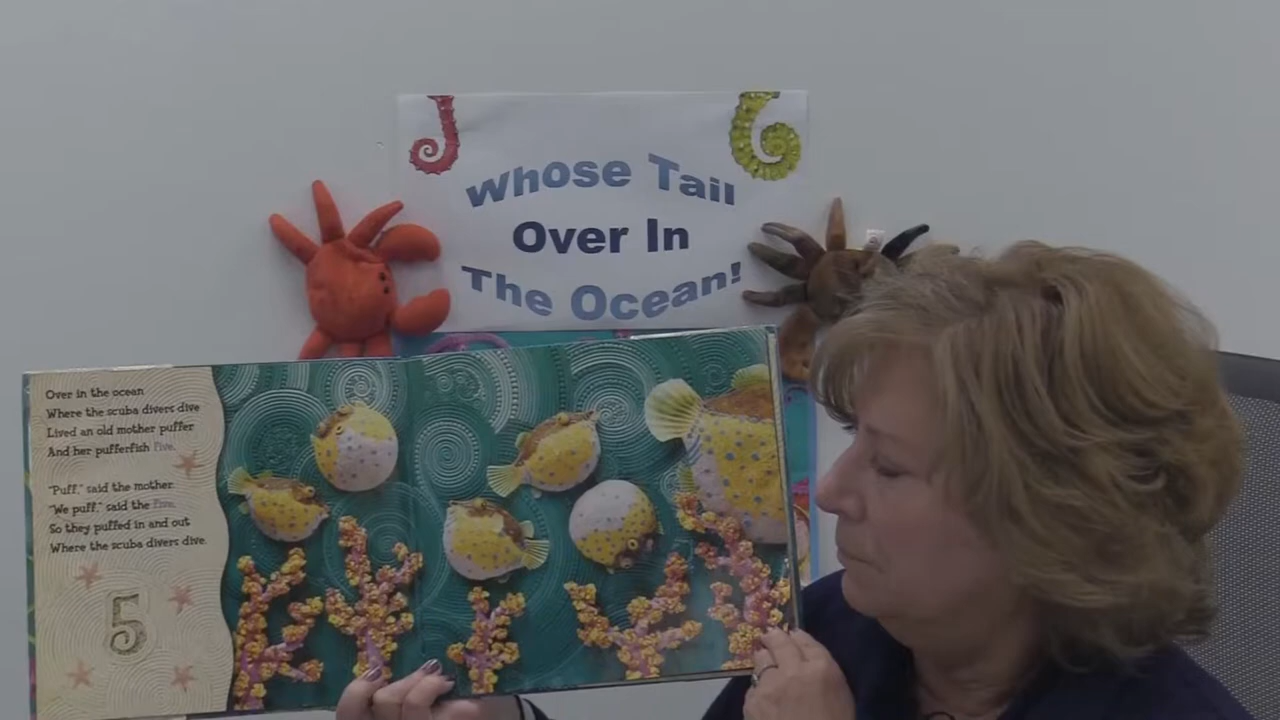 Whose Tail
Over In
The Ocean!
Over in the ocean
Where the scuba divers dive
Lived an old mother puffer
And her pufferfish five.
"Puff," said the mother.
"We puff," said the five.
So they puffed in and out
Where the scuba divers dive.
5